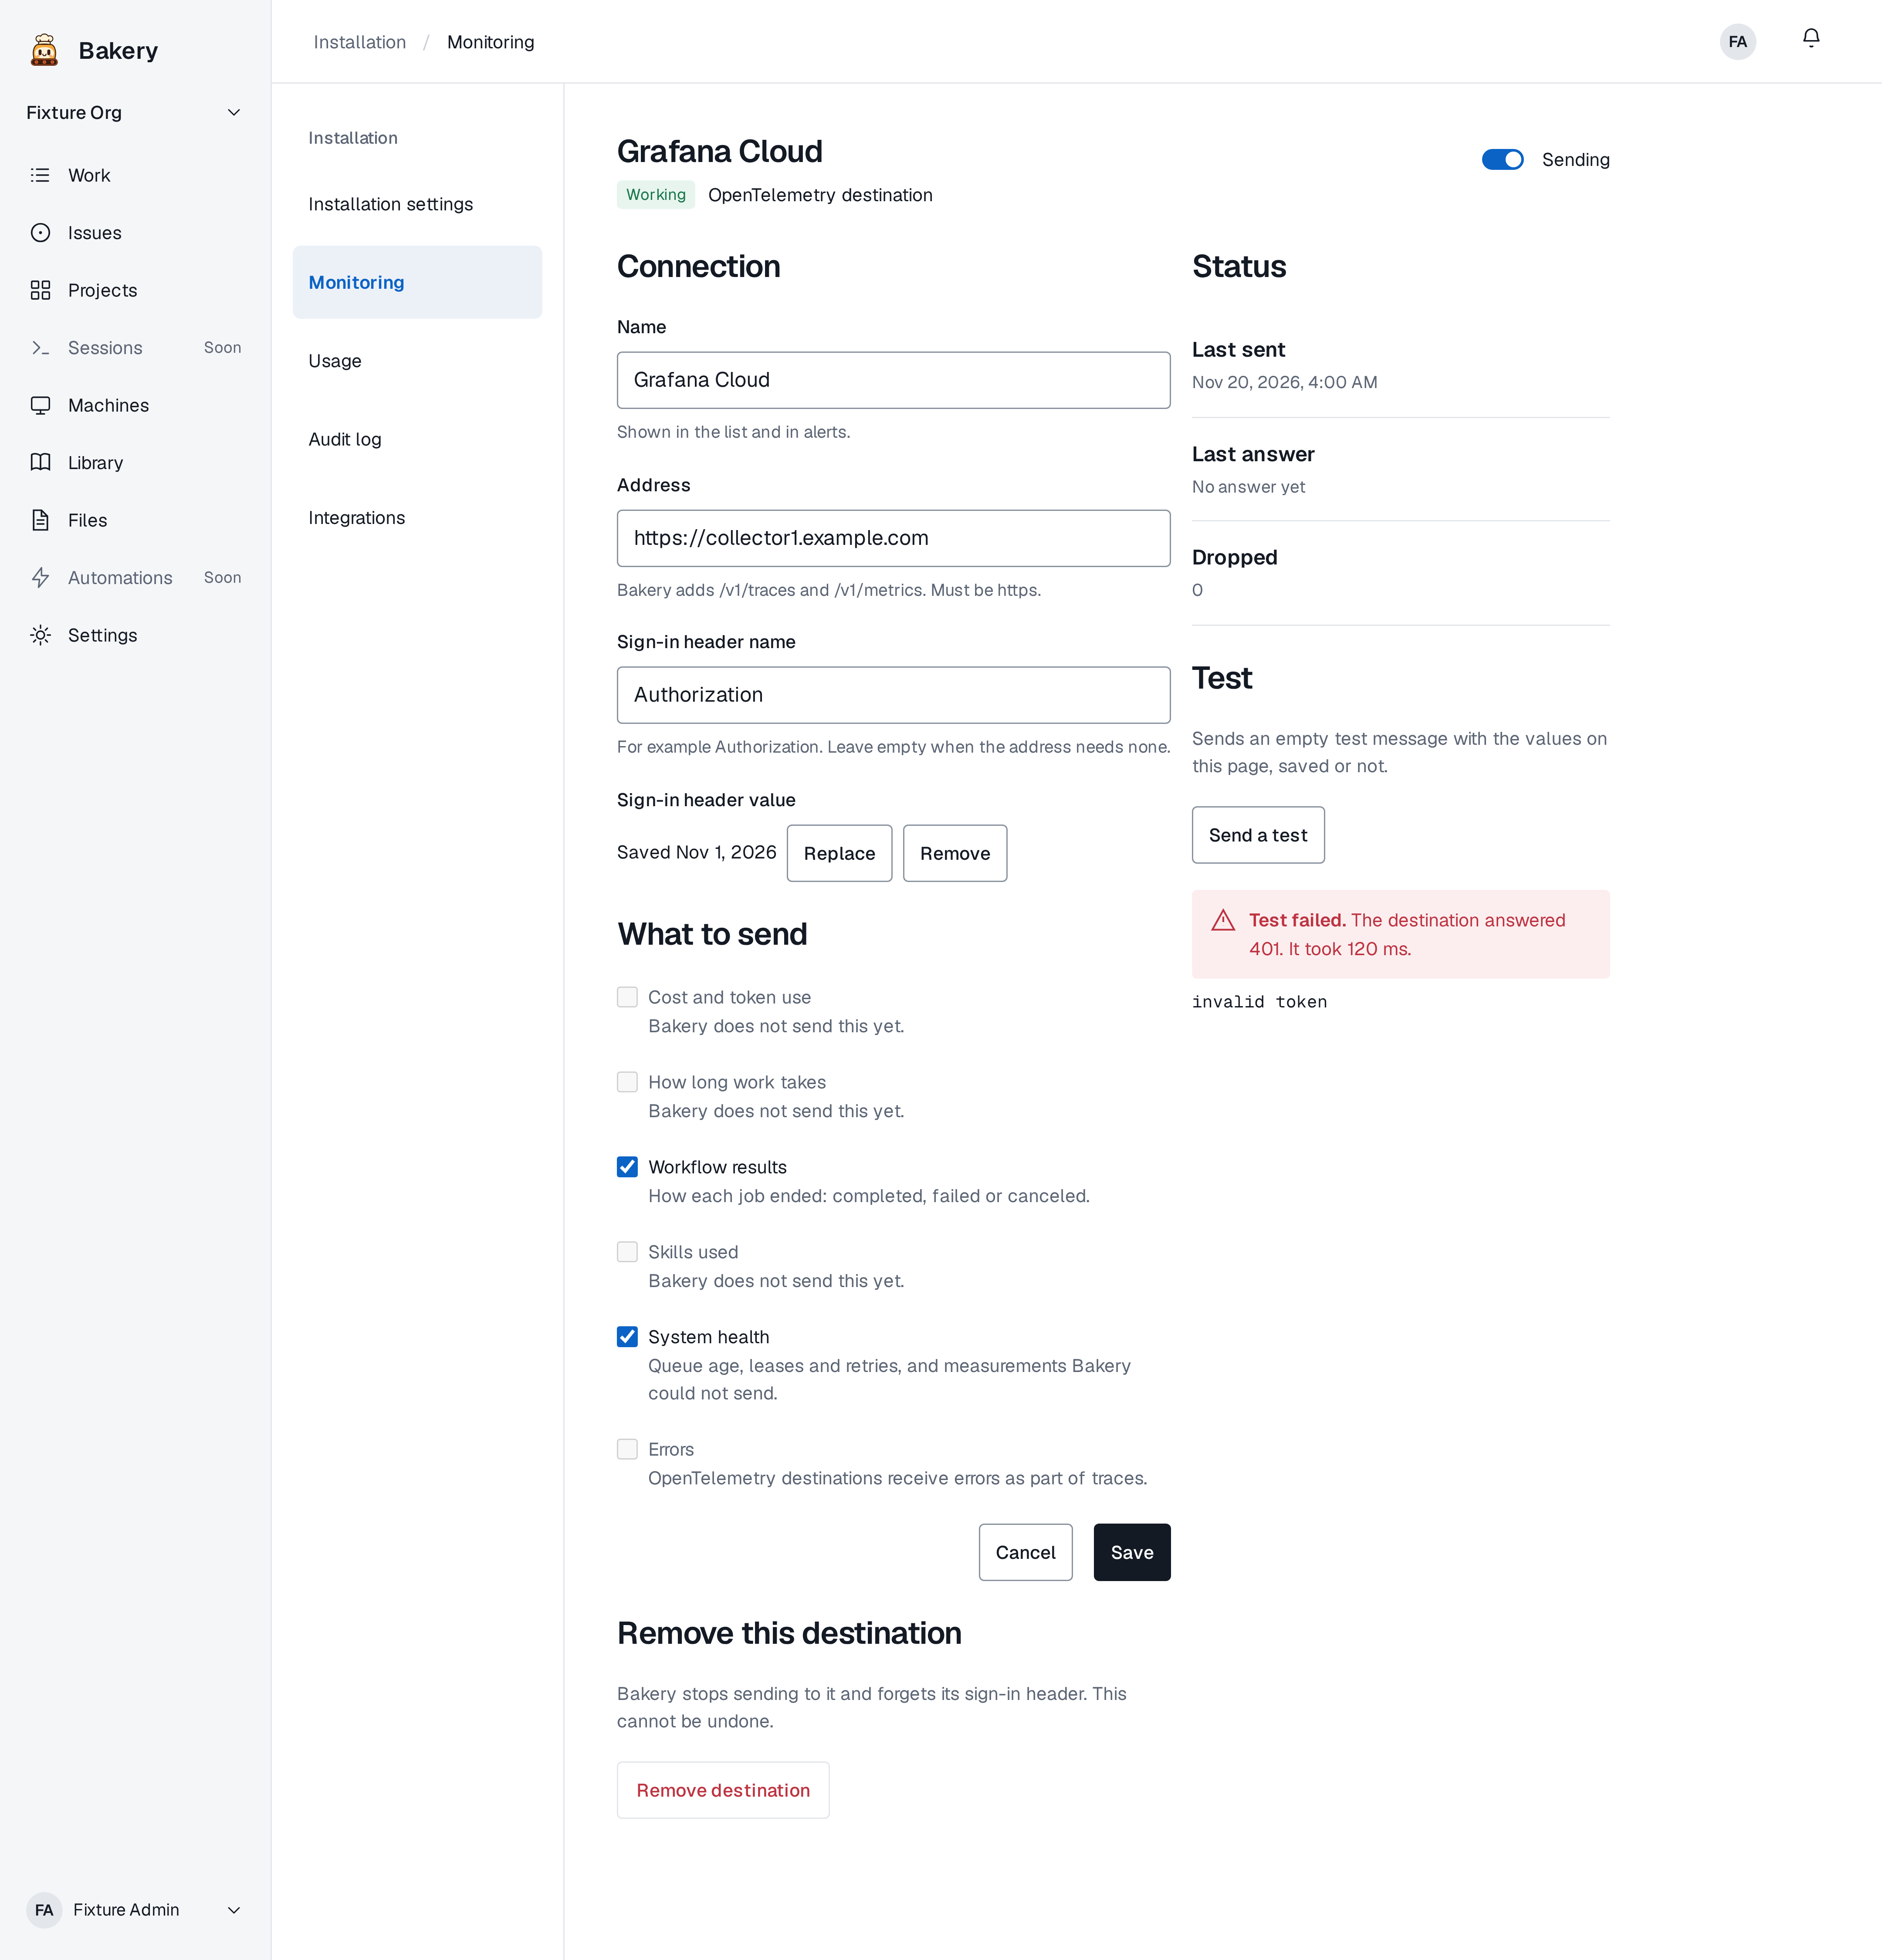 Bakery
Fixture Org
Work
Issues
Projects
Sessions Soon
Machines
Library
Files
Automations Soon
Settings
FA Fixture Admin
Installation / Monitoring
FA
Installation
Installation settings
Monitoring
Usage
Audit log
Integrations
Grafana Cloud
Working OpenTelemetry destination
Sending
Connection
Name
Grafana Cloud
Shown in the list and in alerts.
Address
https://collector1.example.com
Bakery adds /v1/traces and /v1/metrics. Must be https.
Sign-in header name
Authorization
For example Authorization. Leave empty when the address needs none.
Sign-in header value
Saved Nov 1, 2026 Replace Remove
What to send
Cost and token use
Bakery does not send this yet.
How long work takes
Bakery does not send this yet.
Workflow results
How each job ended: completed, failed or canceled.
Skills used
Bakery does not send this yet.
System health
Queue age, leases and retries, and measurements Bakery
could not send.
Errors
OpenTelemetry destinations receive errors as part of traces.
Cancel Save
Remove this destination
Bakery stops sending to it and forgets its sign-in header. This
cannot be undone.
Remove destination
Status
Last sent
Nov 20, 2026, 4:00 AM
Last answer
No answer yet
Dropped
0
Test
Sends an empty test message with the values on
this page, saved or not.
Send a test
Test failed. The destination answered
401. It took 120 ms.
invalid token